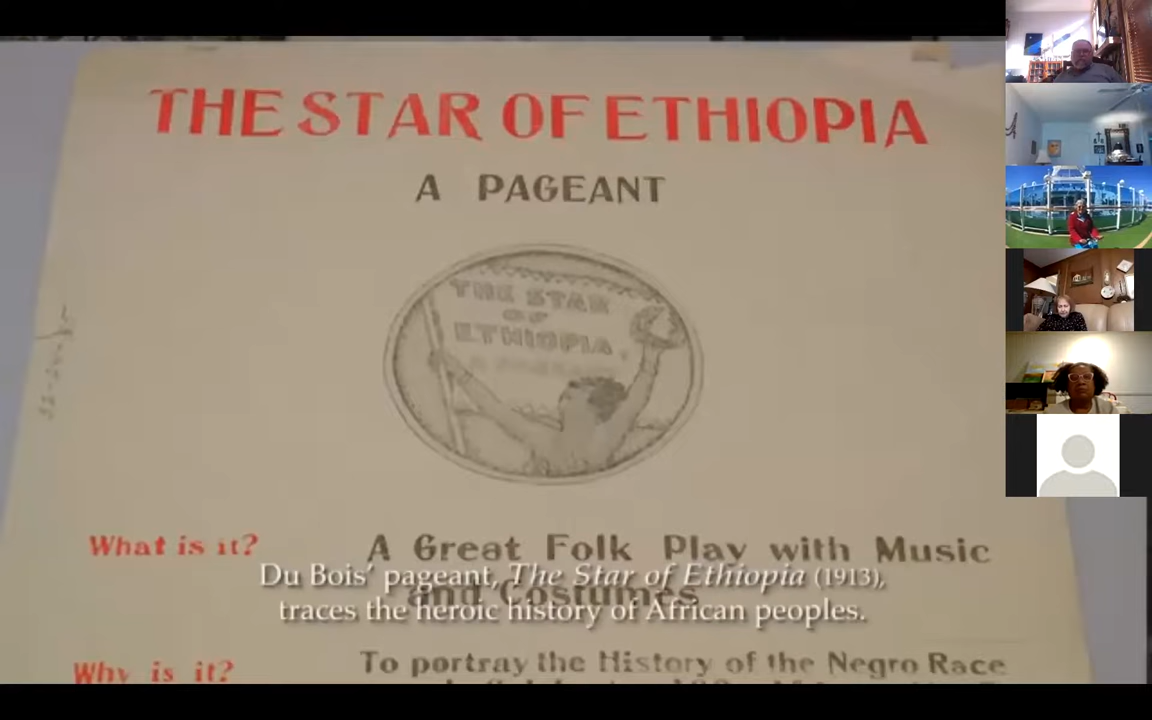 THE STAR OF ETHIOPIA
A PAGEANT
THE STAR
OF
ETHIOPIA
What is it?
A Great Folk Play with Music
and Costumes
Du Bois' pageant, The Star of Ethiopia (1913),
traces the heroic history of African peoples.
Why is it?
To portray the History of the Negro Race